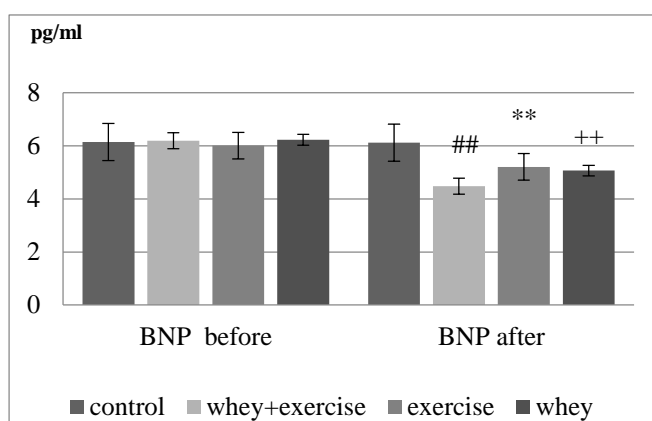 pg/ml
8
**
6
##
++
4
2
0
BNP before
BNP after
control
whey+exercise
exercise
whey